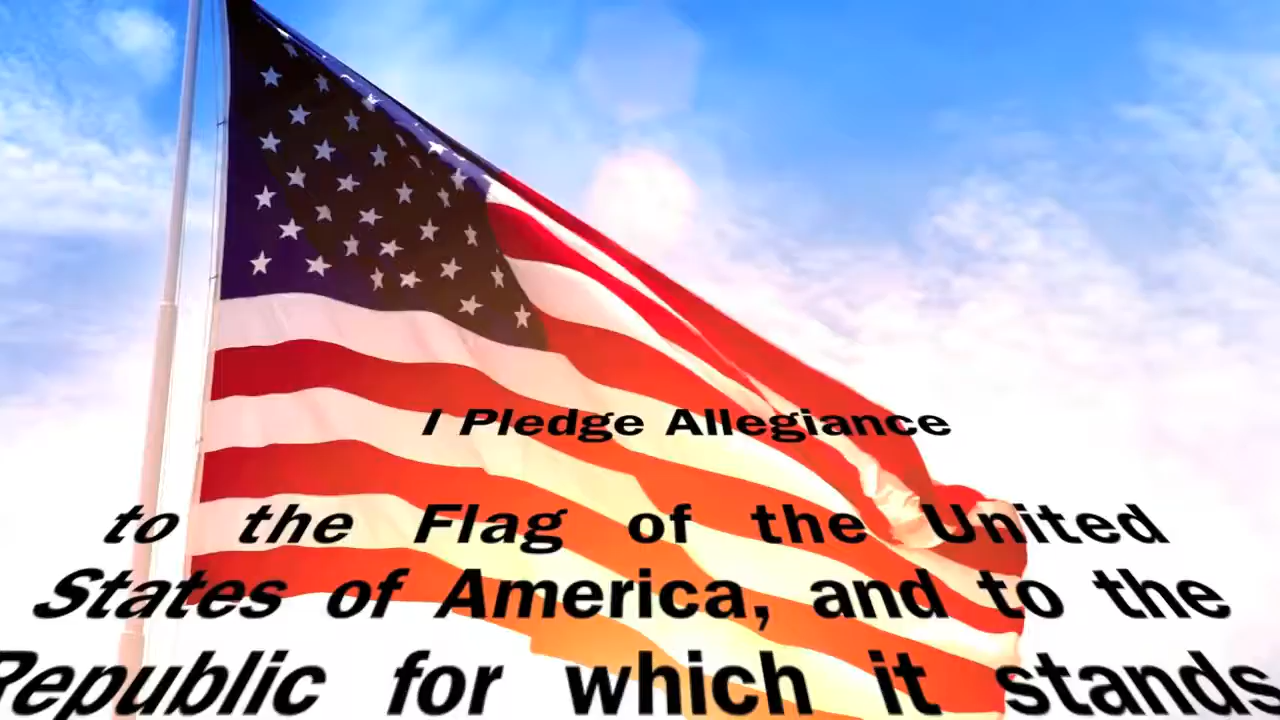 I Pledge Allegiance
to the Flag of the United
States of America, and to the
Republic for which it stands